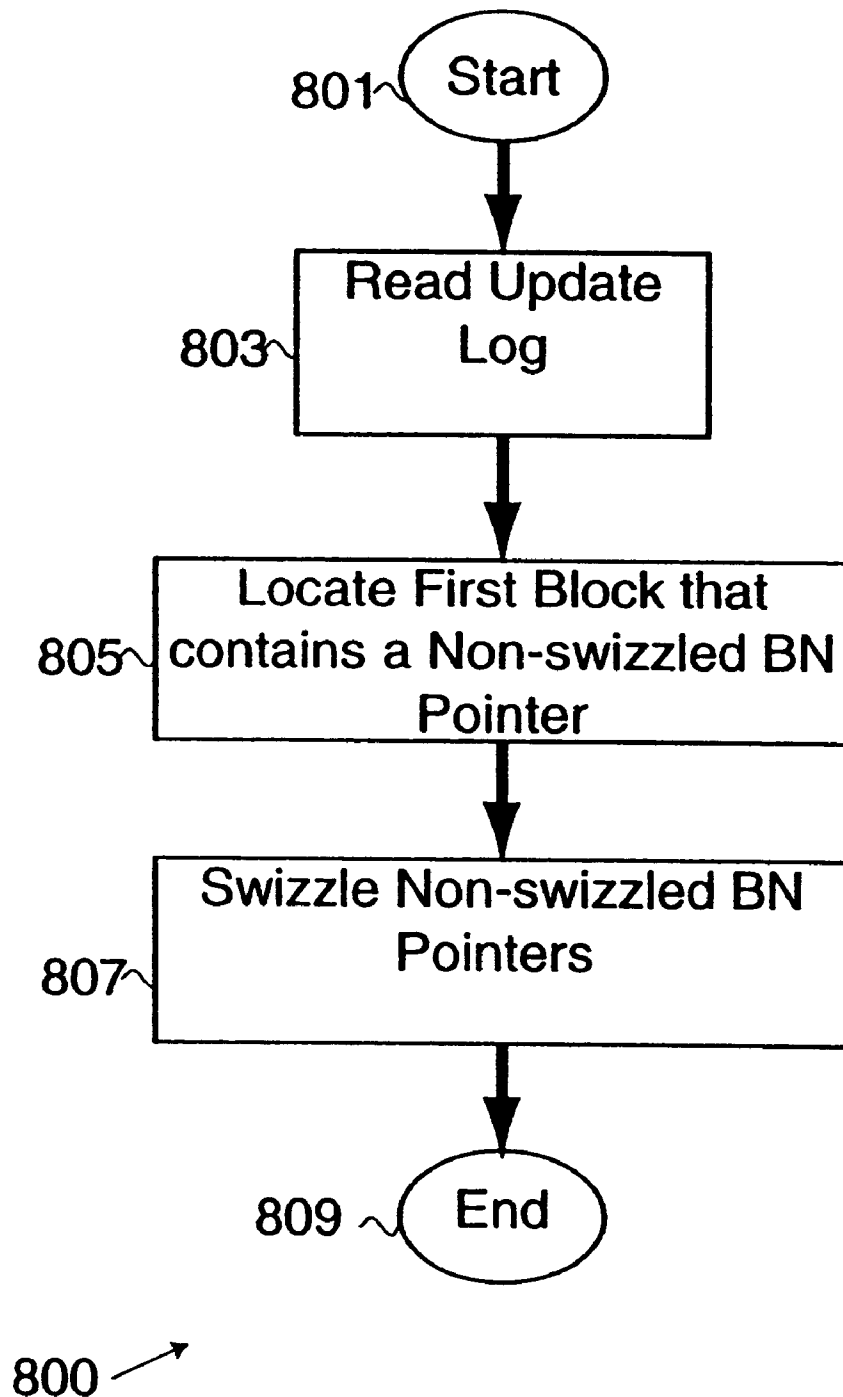 Start
801
Read Update
Log
803
Locate First Block that
contains a Non-swizzled BN
Pointer
805
Swizzle Non-swizzled BN
Pointers
807
End
809
800